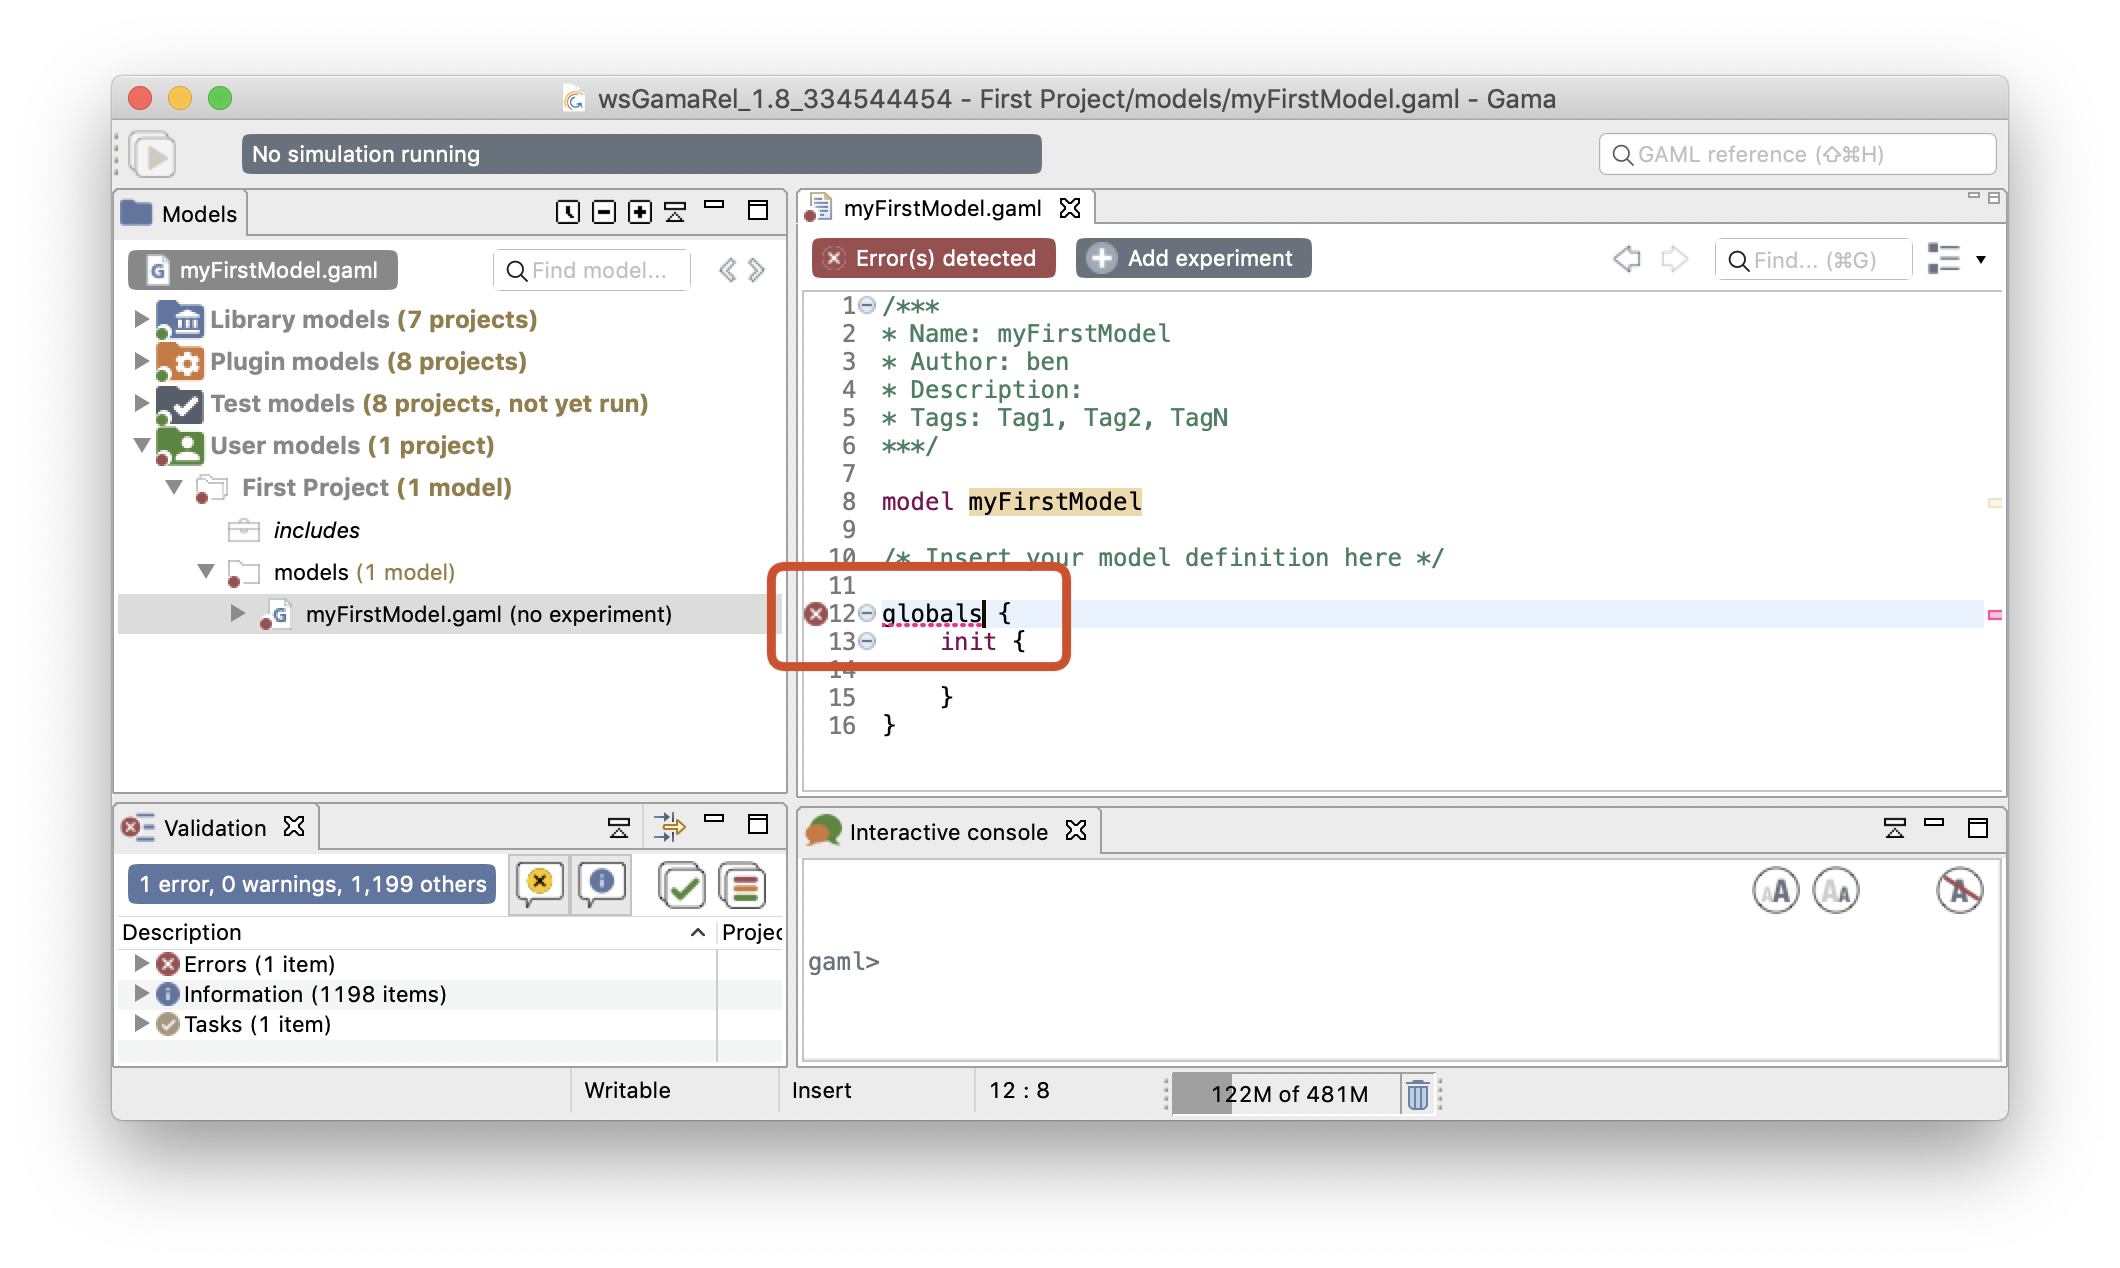 wsGamaRel_1.8_334544454 - First Project/models/myFirstModel.gaml - Gama
No simulation running
GAML reference (⇧⌘H)
Models
myFirstModel.gaml
Find model...
Library models (7 projects)
Plugin models (8 projects)
Test models (8 projects, not yet run)
User models (1 project)
First Project (1 model)
includes
models (1 model)
myFirstModel.gaml (no experiment)
myFirstModel.gaml
Error(s) detected
Add experiment
Find... (⌘G)
1 /***
2 * Name: myFirstModel
3 * Author: ben
4 * Description:
5 * Tags: Tag1, Tag2, TagN
6 ***/
7
8 model myFirstModel
9
10 /* Insert your model definition here */
11
12 globals {
13 init {
14
15 }
16 }
Validation
1 error, 0 warnings, 1,199 others
Description Projec
Errors (1 item)
Information (1198 items)
Tasks (1 item)
Interactive console
gaml>
Writable Insert 12 : 8 122M of 481M